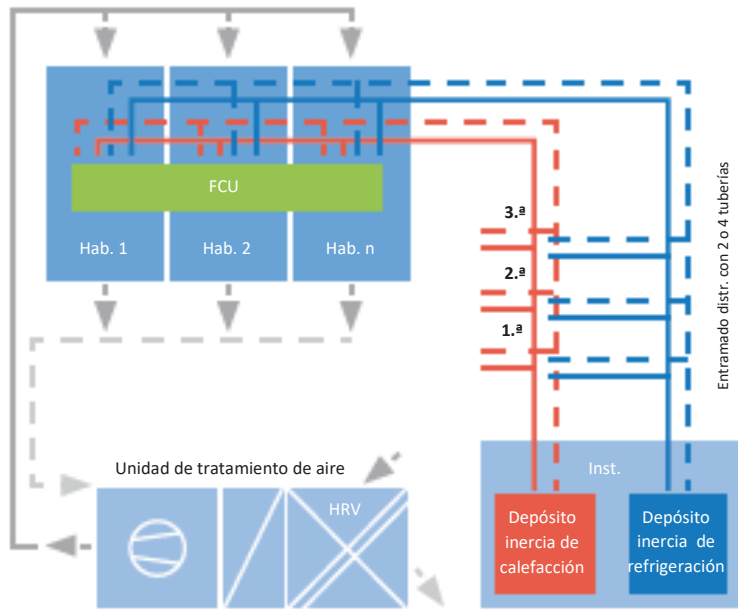 FCU
Hab. 1
Hab. 2
Hab. n
3.ª
2.ª
1.ª
Entramado distr. con 2 o 4 tuberías
Unidad de tratamiento de aire
HRV
Inst.
Depósito
inercia de
calefacción
Depósito
inercia de
refrigeración